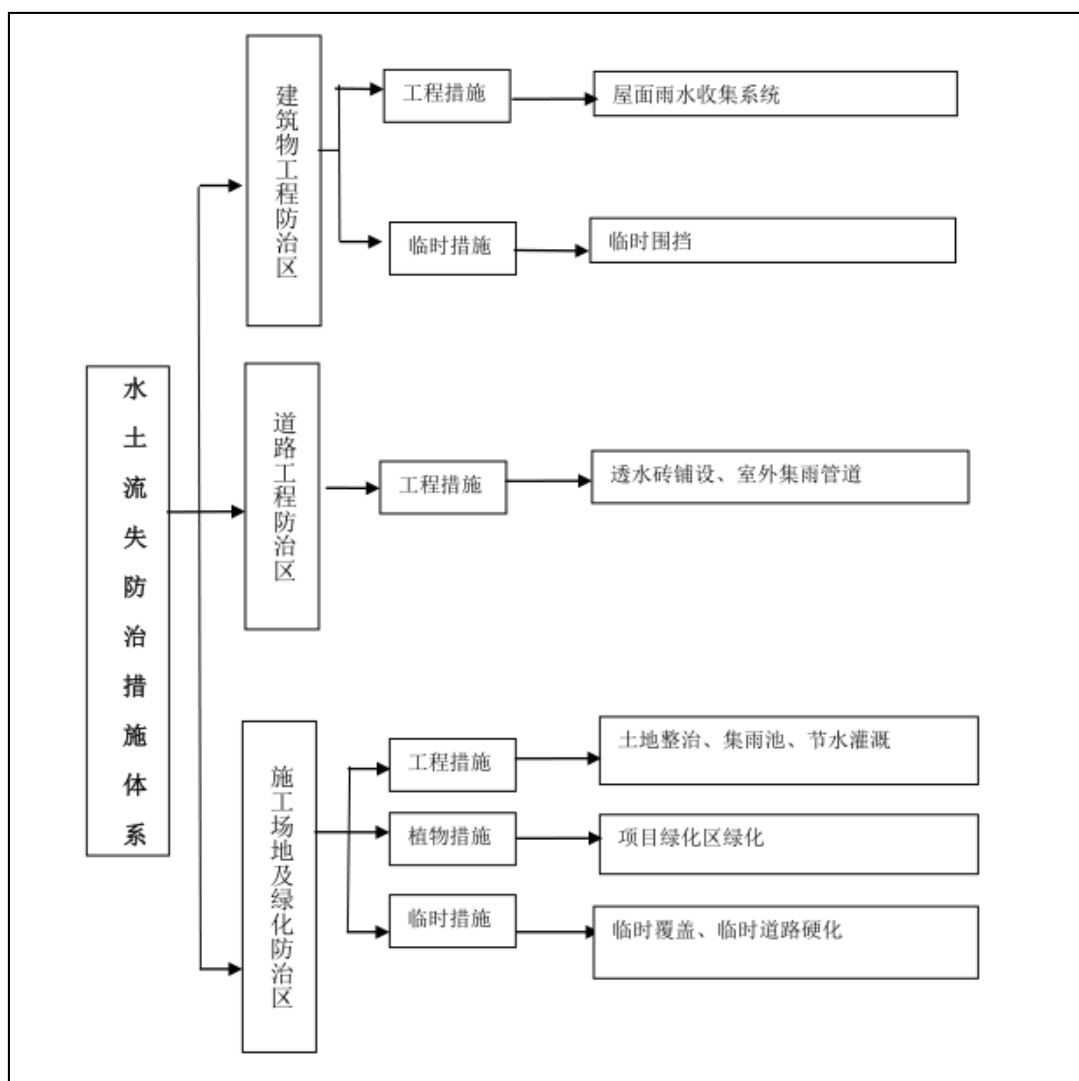 水土流失防治措施体系
建筑物工程防治区
工程措施
屋面雨水收集系统
临时措施
临时围挡
道路工程防治区
工程措施
透水砖铺设、室外集雨管道
施工场地及绿化防治区
工程措施
土地整治、集雨池、节水灌溉
植物措施
项目绿化区绿化
临时措施
临时覆盖、临时道路硬化